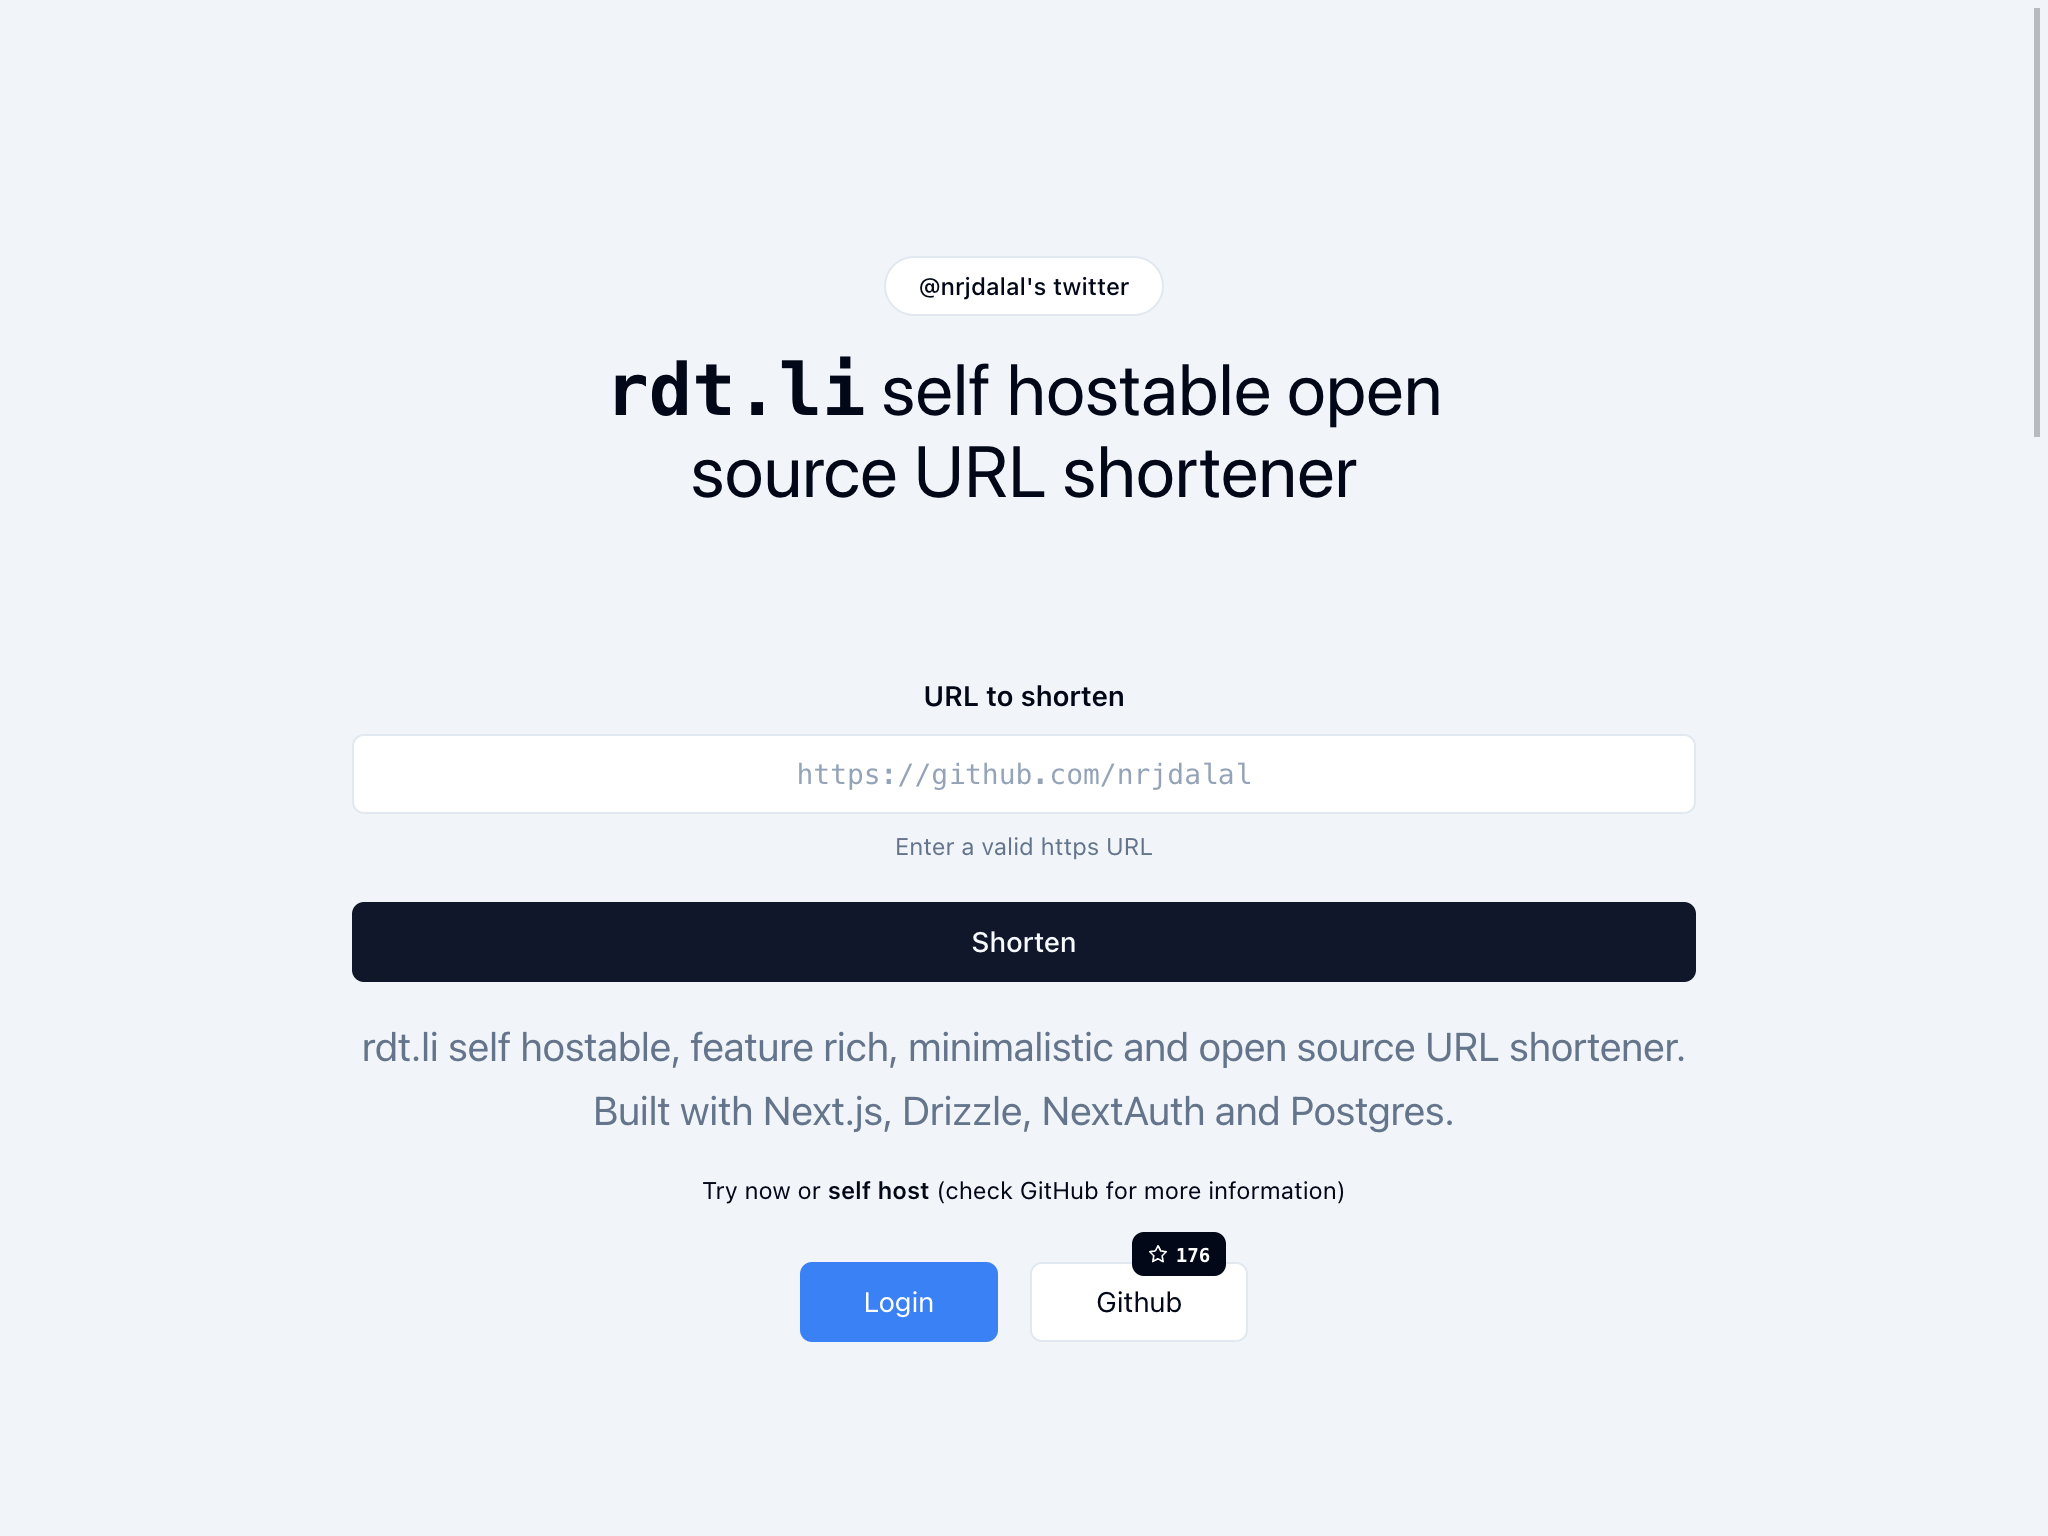 @nrjdalal's twitter
rdt.li self hostable open
source URL shortener
URL to shorten
https://github.com/nrjdalal
Enter a valid https URL
Shorten
rdt.li self hostable, feature rich, minimalistic and open source URL shortener.
Built with Next.js, Drizzle, NextAuth and Postgres.
Try now or self host (check GitHub for more information)
176
Login
Github